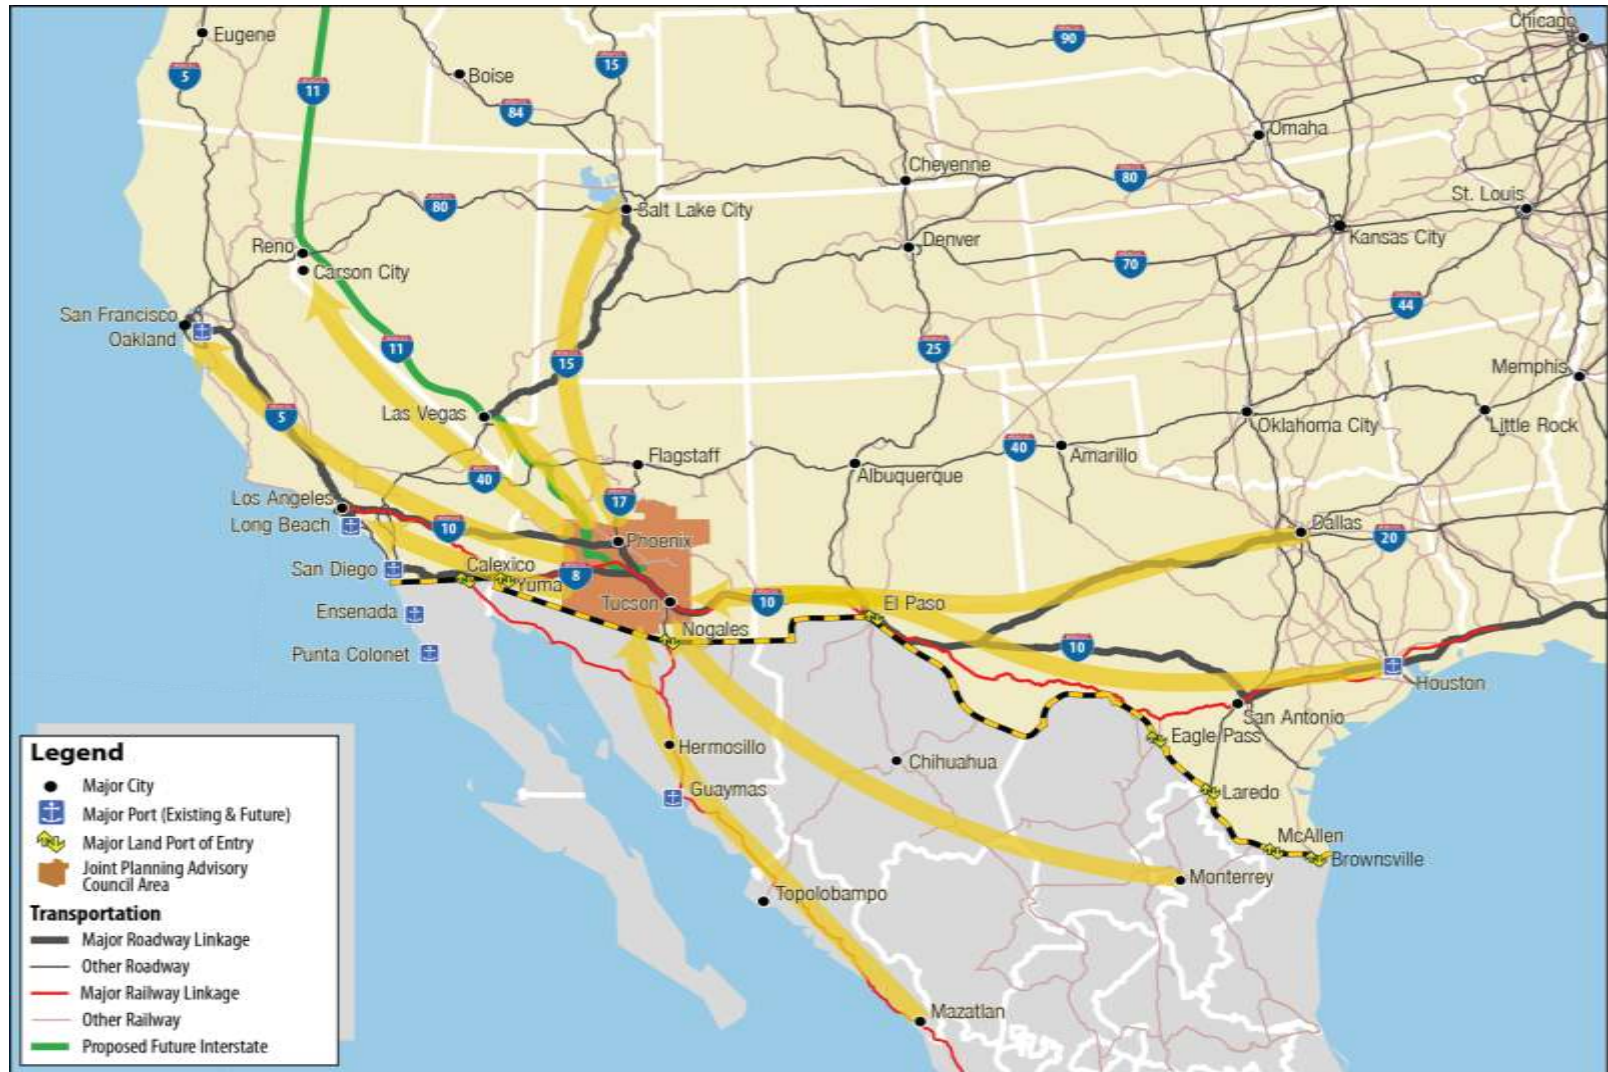 Chicago
Eugene
90
15
5
Boise
11
84
Omaha
Cheyenne
80
St. Louis
80
Salt Lake City
Kansas City
Denver
Reno
70
Carson City
44
San Francisco
Oakland
11
25
15
Memphis
5
Las Vegas
Oklahoma City
Little Rock
40
Amarillo
Flagstaff
Albuquerque
40
Los Angeles
17
Long Beach
10
Dallas
20
Phoenix
San Diego
Calexico
8
Yuma
Tucson
10
El Paso
Ensenada
Nogales
10
Punta Colonet
Houston
San Antonio
Eagle Pass
Hermosillo
Chihuahua
Guaymas
Laredo
McAllen
Brownsville
Monterrey
Topolobampo
Mazatlan
Legend
Major City
Major Port (Existing & Future)
Major Land Port of Entry
Joint Planning Advisory
Council Area
Transportation
Major Roadway Linkage
Other Roadway
Major Railway Linkage
Other Railway
Proposed Future Interstate